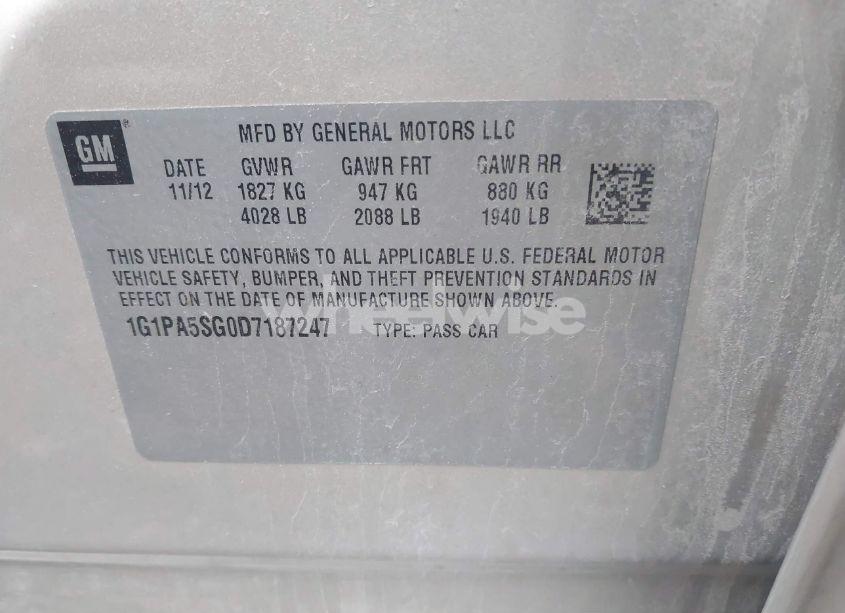 GM®
MFD BY GENERAL MOTORS LLC
DATE GVWR GAWR FRT GAWR RR
11/12 1827 KG 947 KG 880 KG
4028 LB 2088 LB 1940 LB
THIS VEHICLE CONFORMS TO ALL APPLICABLE U.S. FEDERAL MOTOR
VEHICLE SAFETY, BUMPER, AND THEFT PREVENTION STANDARDS IN
EFFECT ON THE DATE OF MANUFACTURE SHOWN ABOVE.
1G1PA5SG0D7187247 TYPE: PASS CAR
wheelwise